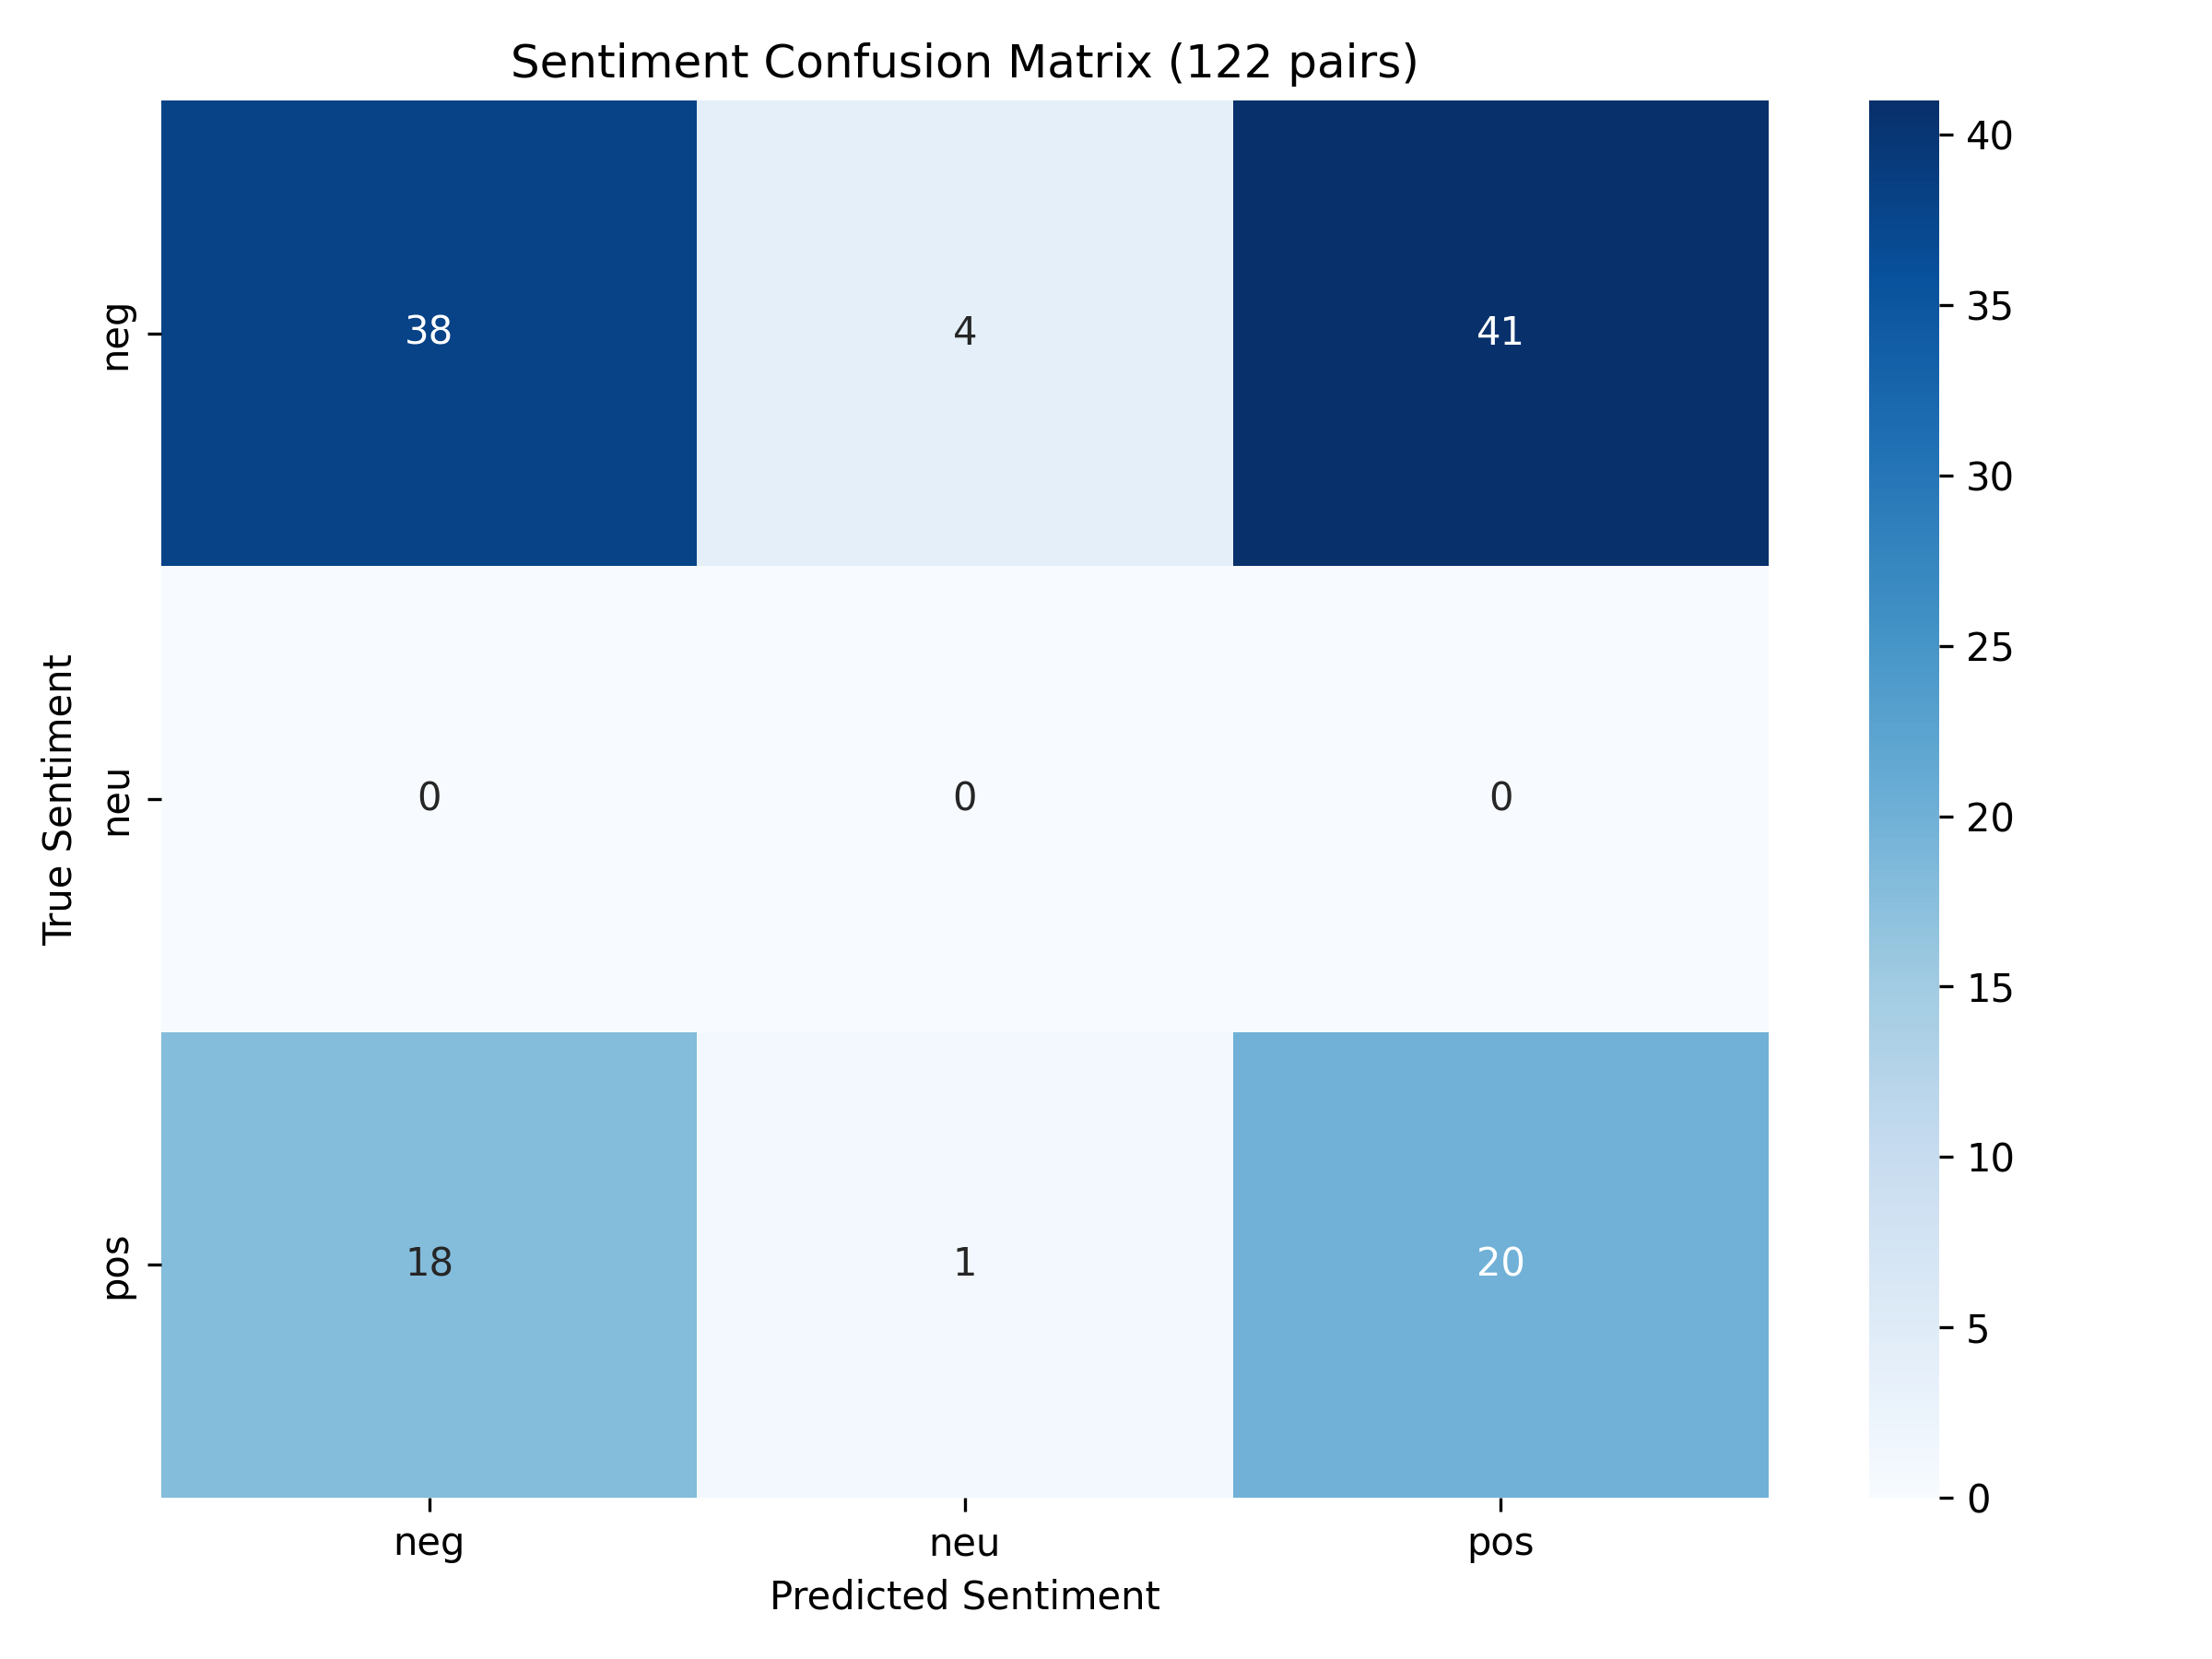 Sentiment Confusion Matrix (122 pairs)
True Sentiment
neg
38
4
41
neu
0
0
0
pos
18
1
20
neg
neu
pos
Predicted Sentiment
40
35
30
25
20
15
10
5
0